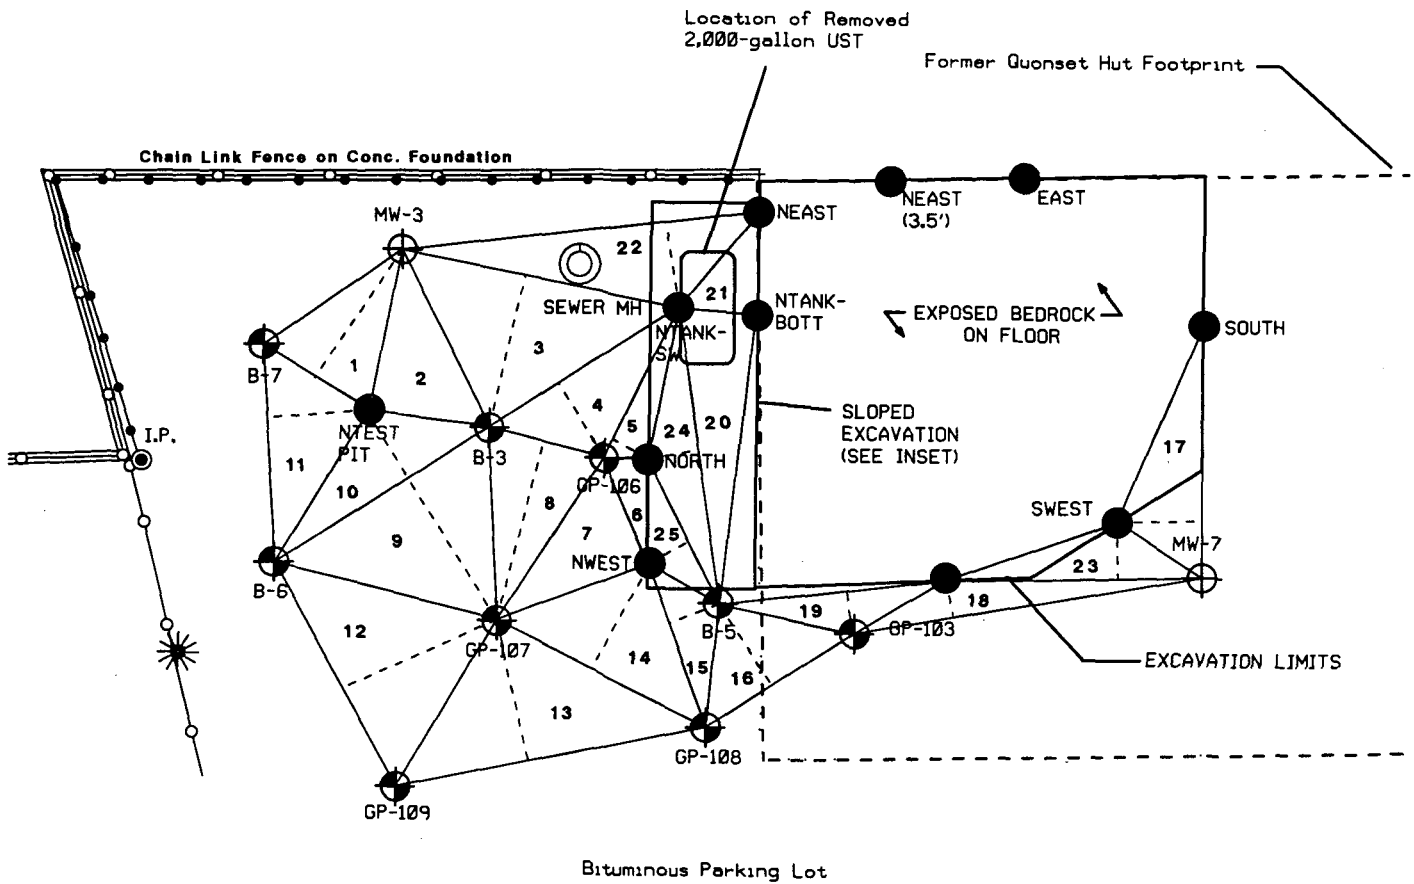 Location of Removed
2,000-gallon UST
Former Quonset Hut Footprint
Chain Link Fence on Conc. Foundation
MW-3
NEAST
NEAST
(3.5')
EAST
22
SEWER MH
21
NTANK-
BOTT
EXPOSED BEDROCK
ON FLOOR
SOUTH
NTANK-
SW
B-7
1
2
3
4
5
24
20
SLOPED
EXCAVATION
(SEE INSET)
I.P.
NTEST
PIT
B-3
NORTH
17
11
10
GP-106
8
7
6
25
9
NWEST
SWEST
MW-7
23
B-6
19
18
12
GP-107
B-5
GP-103
14
15
16
EXCAVATION LIMITS
13
GP-108
GP-109
Bituminous Parking Lot